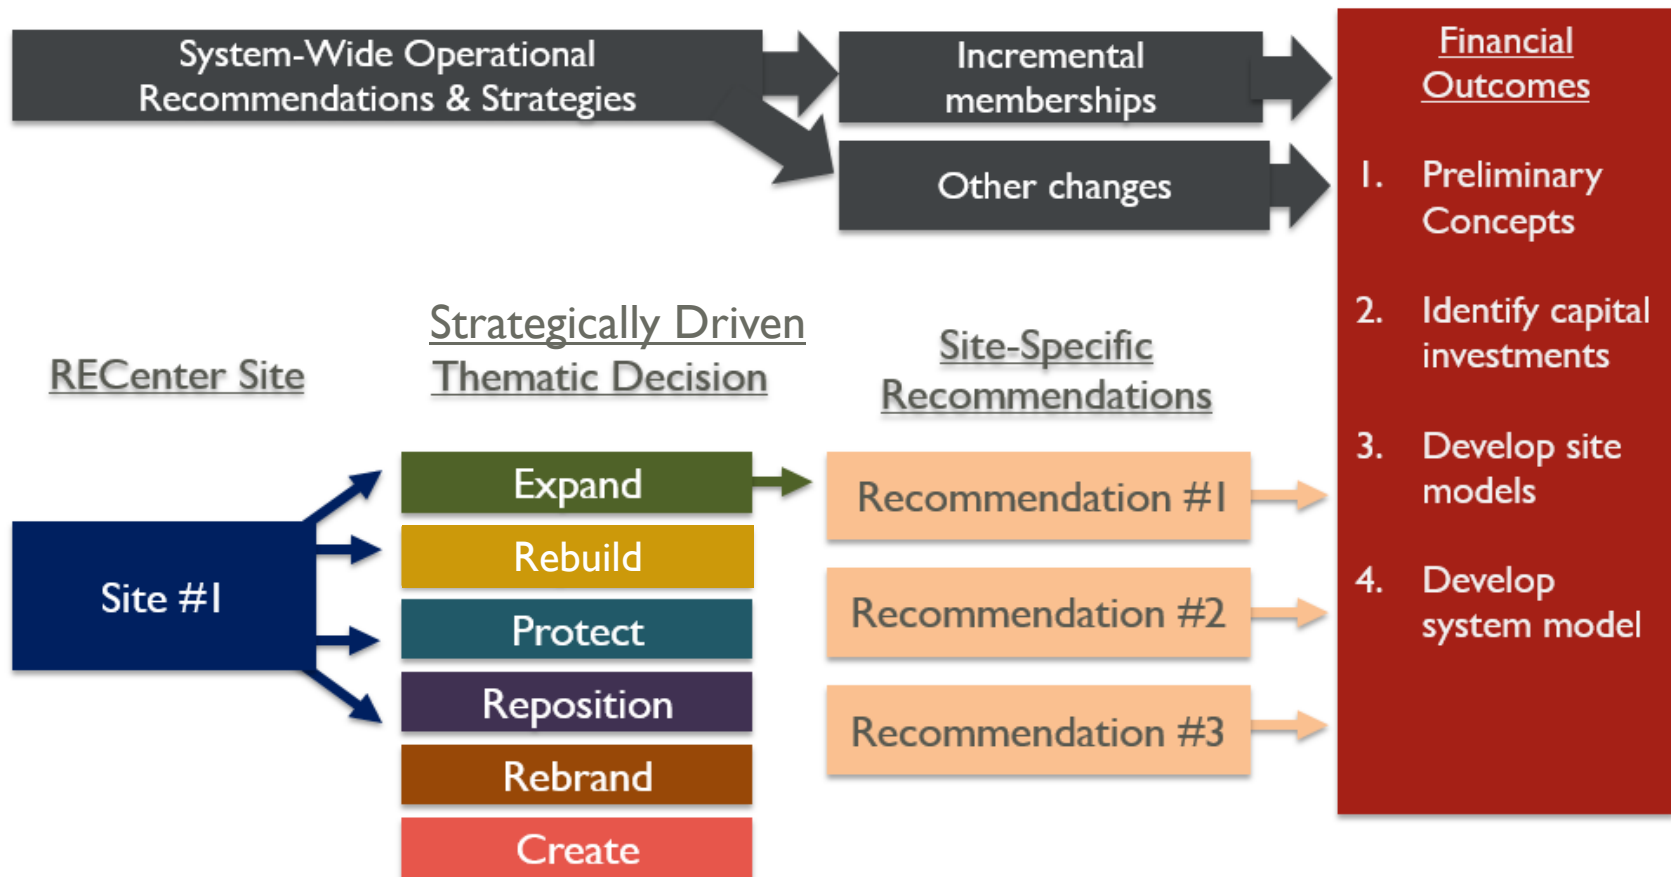 System-Wide Operational
Recommendations & Strategies
Incremental
memberships
Other changes
Financial
Outcomes
1. Preliminary
Concepts
2. Identify capital
investments
3. Develop site
models
4. Develop
system model
RECenter Site
Strategically Driven
Thematic Decision
Site-Specific
Recommendations
Site #1
Expand
Rebuild
Protect
Reposition
Rebrand
Create
Recommendation #1
Recommendation #2
Recommendation #3